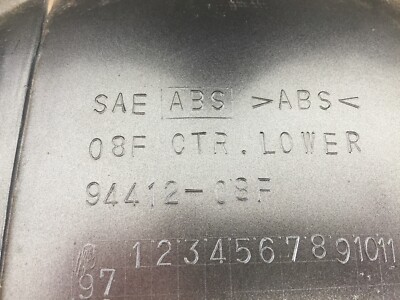 SAE ABS >ABS<
08F CTR. LOWER
94412-08F
1 2 3 4 5 6 7 8 9 10 11
97